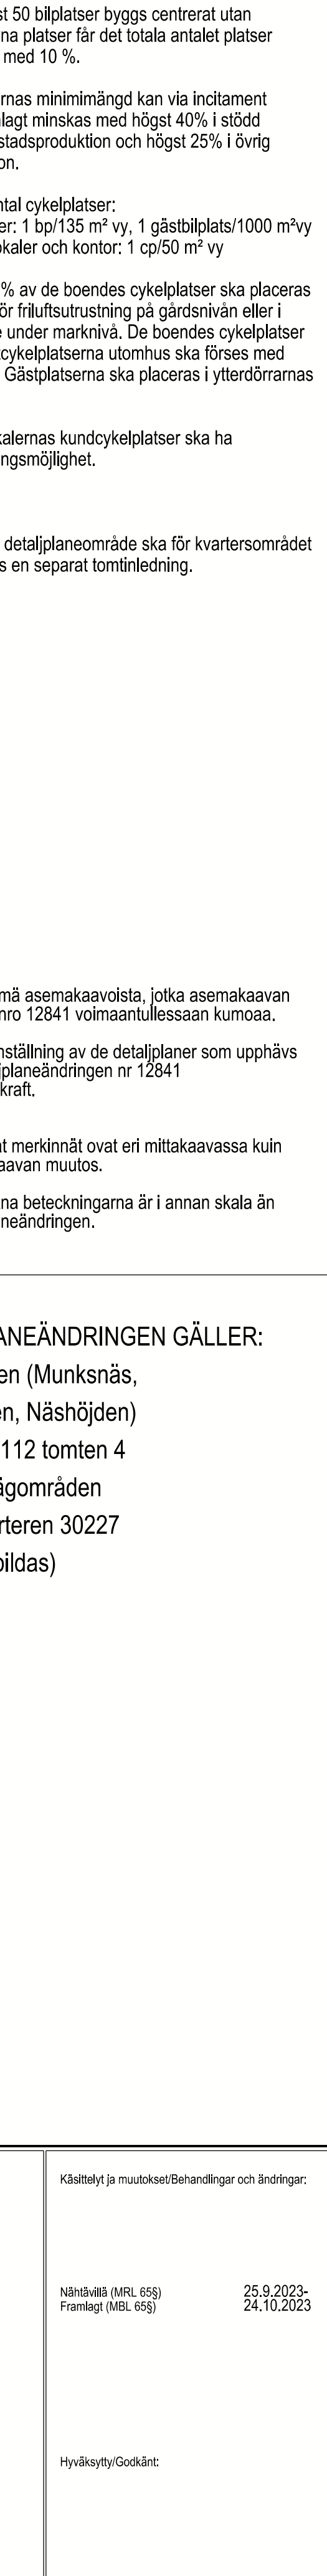 st 50 bilplatser byggs centrerat utan
na platser får det totala antalet platser
med 10 %.
rnas minimimängd kan via incitament
lagt minskas med högst 40% i stödd
stadsproduktion och högst 25% i övrig
on.
ntal cykelplatser:
er: 1 bp/135 m² vy, 1 gästbilplats/1000 m²vy
okaler och kontor: 1 cp/50 m² vy
% av de boendes cykelplatser ska placeras
ör friluftsutrustning på gårdsnivån eller i
e under marknivå. De boendes cykelplatser
tcykelplatserna utomhus ska förses med
Gästplatserna ska placeras i ytterdörrarnas
kalernas kundcykelplatser ska ha
ngsmöjlighet.
detaljplaneområde ska för kvartersområdet
s en separat tomtinledning.
mä asemakaavoista, jotka asemakaavan
nro 12841 voimaantullessaan kumoaa.
nställning av de detaljplaner som upphävs
jplaneändringen nr 12841
kraft.
at merkinnät ovat eri mittakaavassa kuin
aavan muutos.
na beteckningarna är i annan skala än
neändringen.
ANEÄNDRINGEN GÄLLER:
en (Munksnäs,
en, Näshöjden)
112 tomten 4
ägområden
rteren 30227
bildas)
Käsittelyt ja muutokset/Behandlingar och ändringar:
Nähtävillä (MRL 65§) 25.9.2023-
Framlagt (MBL 65§) 24.10.2023
Hyväksytty/Godkänt: